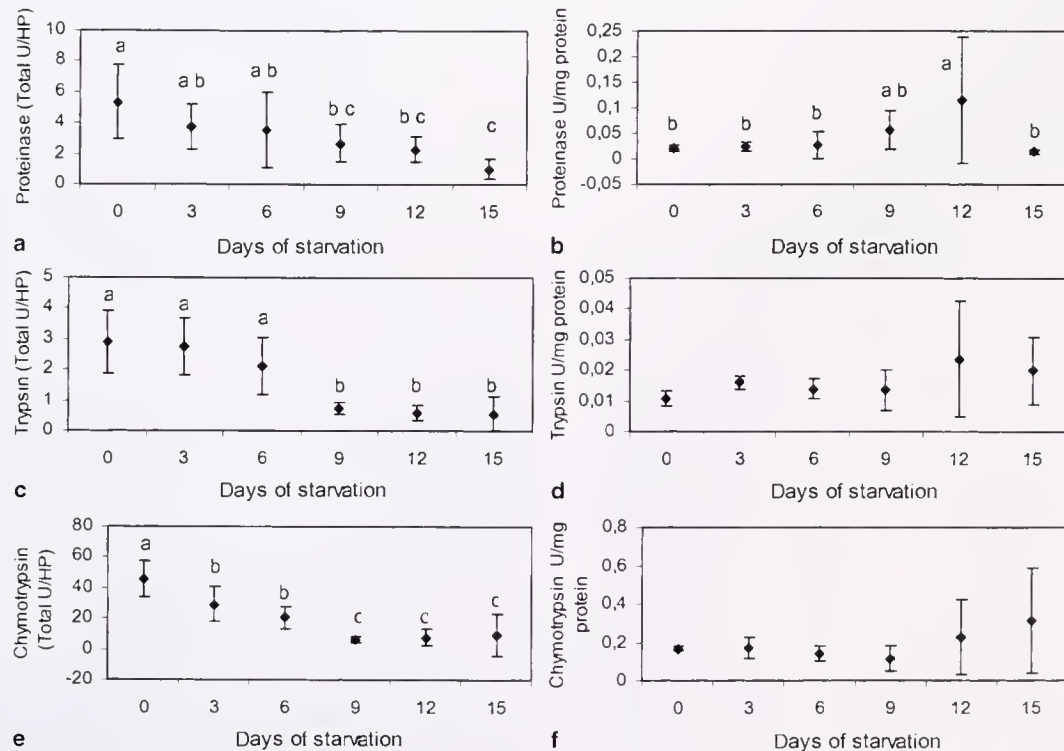 Proteinase (Total U/HP)
10
8
6
4
2
0
a
a b
a b
b c
b c
c
0 3 6 9 12 15
Days of starvation
a
Proteinase U/mg protein
0,25
0,2
0,15
0,1
0,05
0
-0,05
b
b
b
a b
a
b
0 3 6 9 12 15
Days of starvation
b
Trypsin (Total U/HP)
5
4
3
2
1
0
a
a
a
b
b
b
0 3 6 9 12 15
Days of starvation
c
Trypsin U/mg protein
0,05
0,04
0,03
0,02
0,01
0
0 3 6 9 12 15
Days of starvation
d
Chymotrypsin
(Total U/HP)
80
60
40
20
0
-20
a
b
b
c
c
c
0 3 6 9 12 15
Days of starvation
e
Chymotrypsin U/mg
protein
0,8
0,6
0,4
0,2
0
0 3 6 9 12 15
Days of starvation
f